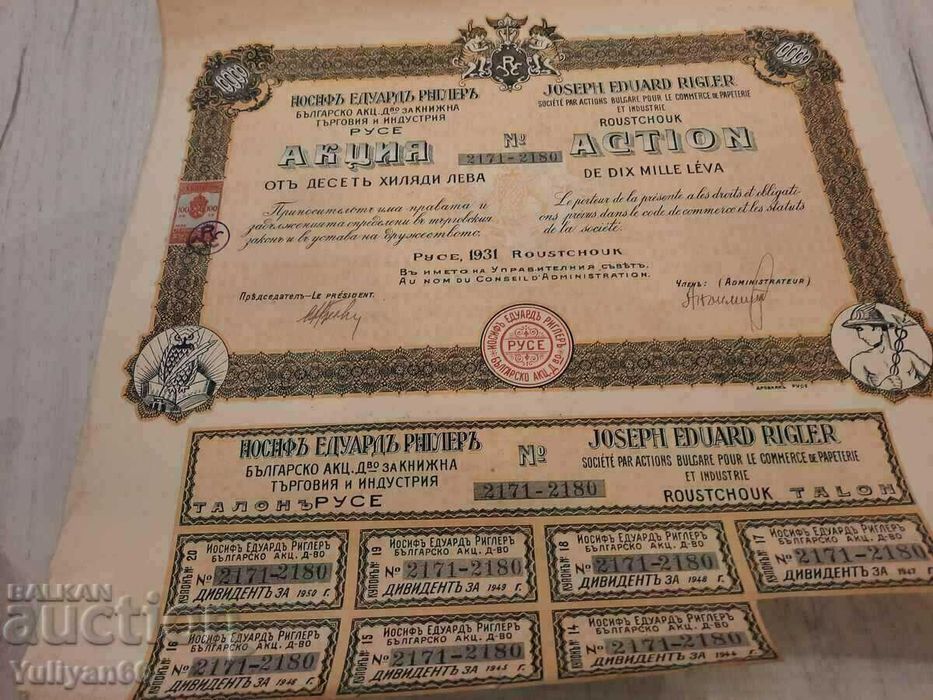 10000
RS
10000
ИОСИФЪ ЕДУАРДЪ РИГЛЕРЪ
БЪЛГАРСКО АКЦ. Д-ВО ЗА КНИЖНА
ТЪРГОВИЯ И ИНДУСТРИЯ
РУСЕ
JOSEPH EDUARD RIGLER
SOCIÉTÉ PAR ACTIONS BULGARE POUR LE COMMERCE DE PAPETERIE
ET INDUSTRIE
ROUSTCHOUK
АКЦИЯ
№
2171-2180
ACTION
ОТЪ ДЕСЕТЬ ХИЛЯДИ ЛЕВА
DE DIX MILLE LÉVA
100 100
Приносительтъ има правата и
задълженията определени въ търговския
законъ и въ устава на дружеството.
Le porteur de la présente a les droits et obligati-
ons prévus dans le code de commerce et les statuts
de la société.
РУСЕ, 1931 ROUSTCHOUK
ВЪ ИМЕТО НА УПРАВИТЕЛНИЯ СЪВЕТЪ,
AU NOM DU CONSEIL D'ADMINISTRATION.
ПРЕДСЕДАТЕЛЬ-LE PRÉSIDENT.
ЧЛЕНЪ: (ADMINISTRATEUR)
ИОСИФЪ ЕДУАРДЪ РИГЛЕРЪ
РУСЕ
БЪЛГАРСКО АКЦ. Д-ВО
ИОСИФЪ ЕДУАРДЪ РИГЛЕРЪ
БЪЛГАРСКО АКЦ. Д-ВО ЗА КНИЖНА
ТЪРГОВИЯ И ИНДУСТРИЯ
ТАЛОНЪ РУСЕ
№
2171-2180
JOSEPH EDUARD RIGLER
SOCIÉTÉ PAR ACTIONS BULGARE POUR LE COMMERCE DE PAPETERIE
ET INDUSTRIE
ROUSTCHOUK TALON
КУПОНЪ № 20
ИОСИФЪ ЕДУАРДЪ РИГЛЕРЪ
БЪЛГАРСКО АКЦ. Д-ВО
№ 2171-2180
ДИВИДЕНТЪ ЗА 1950 Г.
КУПОНЪ № 19
ИОСИФЪ ЕДУАРДЪ РИГЛЕРЪ
БЪЛГАРСКО АКЦ. Д-ВО
№ 2171-2180
ДИВИДЕНТЪ ЗА 1949 Г.
КУПОНЪ № 18
ИОСИФЪ ЕДУАРДЪ РИГЛЕРЪ
БЪЛГАРСКО АКЦ. Д-ВО
№ 2171-2180
ДИВИДЕНТЪ ЗА 1948 Г.
КУПОНЪ № 17
ИОСИФЪ ЕДУАРДЪ РИГЛЕРЪ
БЪЛГАРСКО АКЦ. Д-ВО
№ 2171-2180
ДИВИДЕНТЪ ЗА 1947 Г.
КУПОНЪ № 16
ИОСИФЪ ЕДУАРДЪ РИГЛЕРЪ
БЪЛГАРСКО АКЦ. Д-ВО
№ 2171-2180
ДИВИДЕНТЪ ЗА 1946 Г.
КУПОНЪ № 15
ИОСИФЪ ЕДУАРДЪ РИГЛЕРЪ
БЪЛГАРСКО АКЦ. Д-ВО
№ 2171-2180
ДИВИДЕНТЪ ЗА 1945 Г.
КУПОНЪ № 14
ИОСИФЪ ЕДУАРДЪ РИГЛЕРЪ
БЪЛГАРСКО АКЦ. Д-ВО
№ 2171-2180
ДИВИДЕНТЪ ЗА 1944 Г.
BALKAN
auction